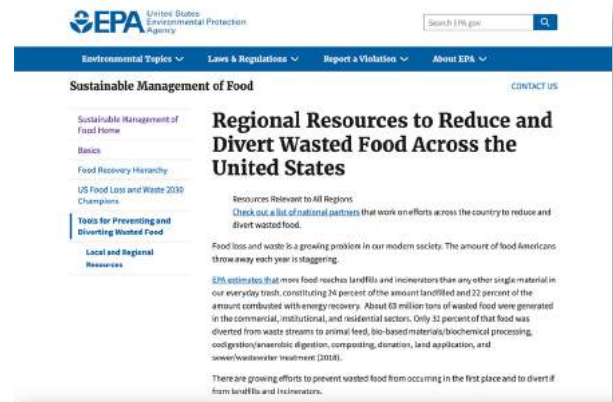 EPA United States
Environmental Protection
Agency
Search EPA.gov
Environmental Topics Laws & Regulations Report a Violation About EPA
Sustainable Management of Food
CONTACT US
Sustainable Management of
Food Home
Basics
Food Recovery Hierarchy
US Food Loss and Waste 2030
Champions
Tools for Preventing and
Diverting Wasted Food
Local and Regional
Resources
Regional Resources to Reduce and
Divert Wasted Food Across the
United States
Resources Relevant to All Regions
Check out a list of national partners that work on efforts across the country to reduce and
divert wasted food.
Food loss and waste is a growing problem in our modern society. The amount of food Americans
throw away each year is staggering.
EPA estimates that more food reaches landfills and incinerators than any other single material in
our everyday trash, constituting 24 percent of the amount landfilled and 22 percent of the
amount combusted with energy recovery. About 63 million tons of wasted food were generated
in the commercial, institutional, and residential sectors. Only 32 percent of that food was
diverted from waste streams to animal feed, bio-based materials/biochemical processing,
codigestion/anaerobic digestion, composting, donation, land application, and
sewer/wastewater treatment (2018).
There are growing efforts to prevent wasted food from occurring in the first place and to divert if
from landfills and incinerators.